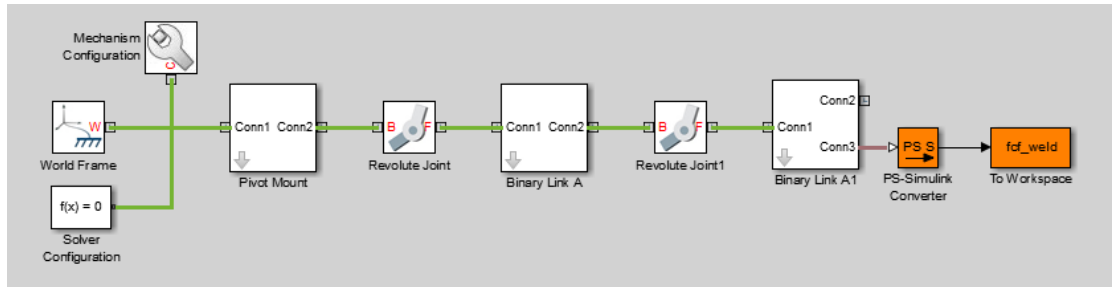 Mechanism
Configuration
C
W
World Frame
f(x) = 0
Solver
Configuration
Conn1 Conn2
Pivot Mount
B F
Revolute Joint
Conn1 Conn2
Binary Link A
B F
Revolute Joint1
Conn2
Conn1
Conn3
Binary Link A1
PS S
PS-Simulink
Converter
fcf_weld
To Workspace